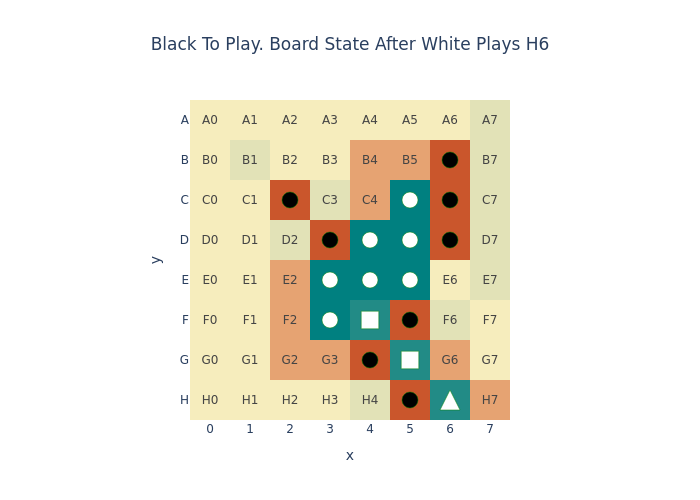 Black To Play. Board State After White Plays H6
A A0 A1 A2 A3 A4 A5 A6 A7
B B0 B1 B2 B3 B4 B5 B7
C C0 C1 C3 C4 C7
D D0 D1 D2 D7
y
E E0 E1 E2 E6 E7
F F0 F1 F2 F6 F7
G G0 G1 G2 G3 G6 G7
H H0 H1 H2 H3 H4 H7
0 1 2 3 4 5 6 7
x